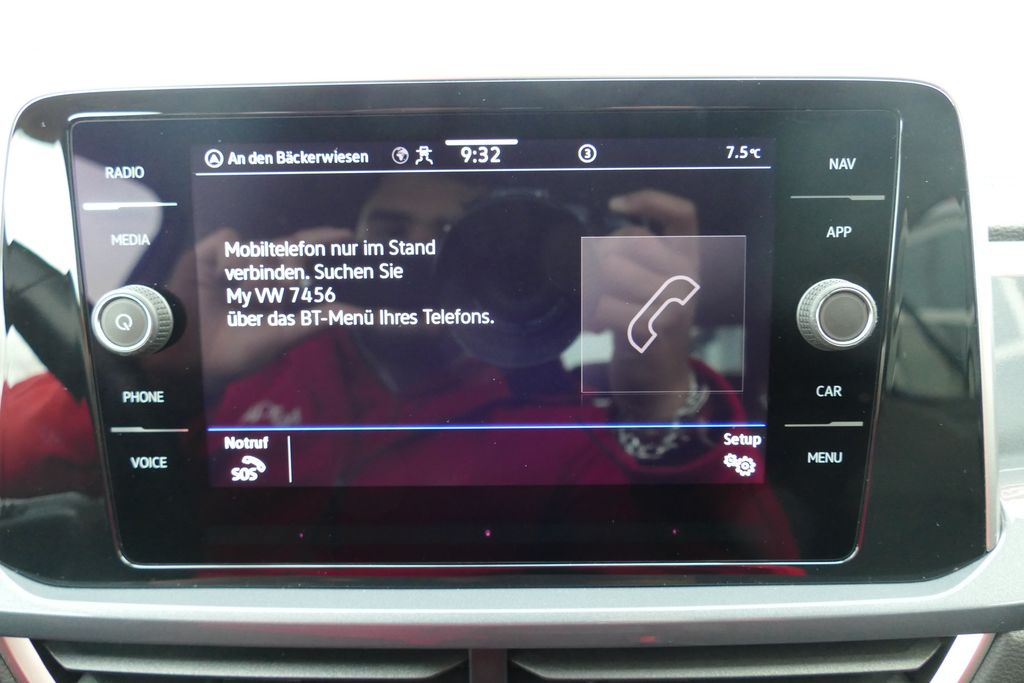 RADIO
MEDIA
PHONE
VOICE
An den Bäckerwiesen
9:32
3
7.5°C
Mobiltelefon nur im Stand
verbinden. Suchen Sie
My VW 7456
über das BT-Menü Ihres Telefons.
Notruf
SOS
Setup
NAV
APP
CAR
MENU